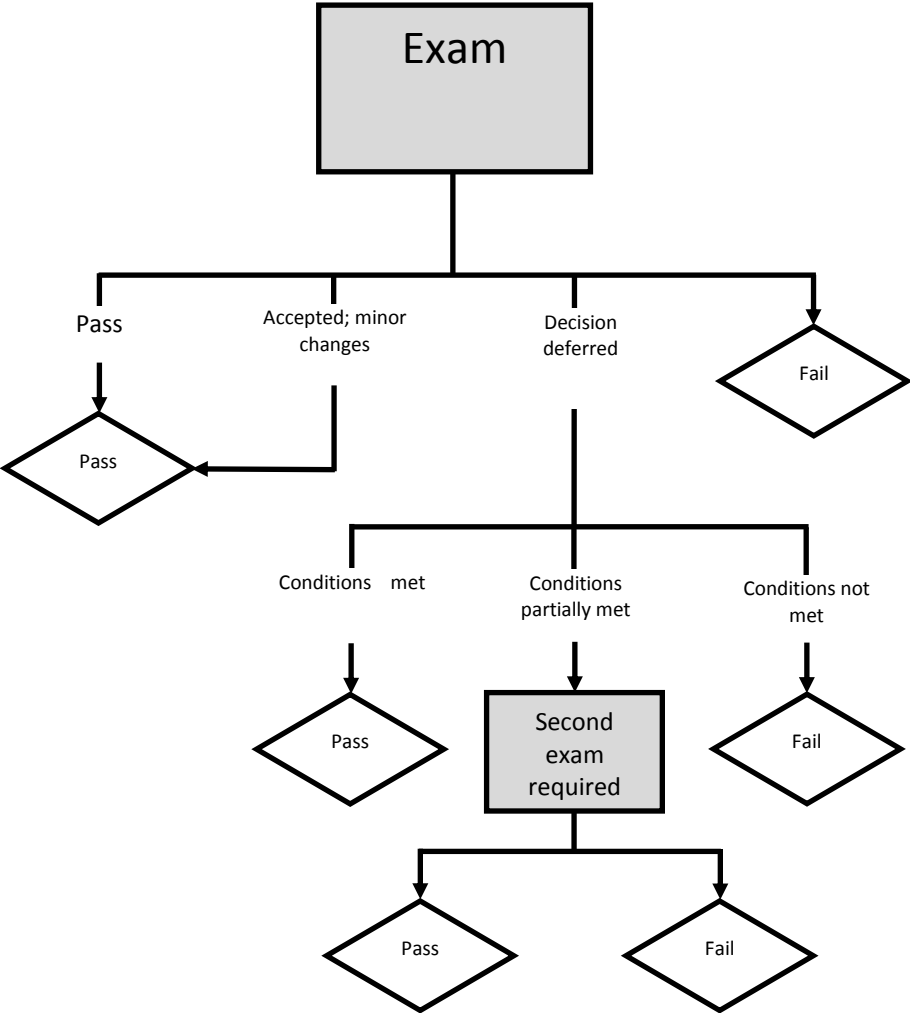 Exam
Pass
Accepted; minor
changes
Decision
deferred
Fail
Pass
Conditions met
Conditions
partially met
Conditions not
met
Pass
Second
exam
required
Fail
Pass
Fail